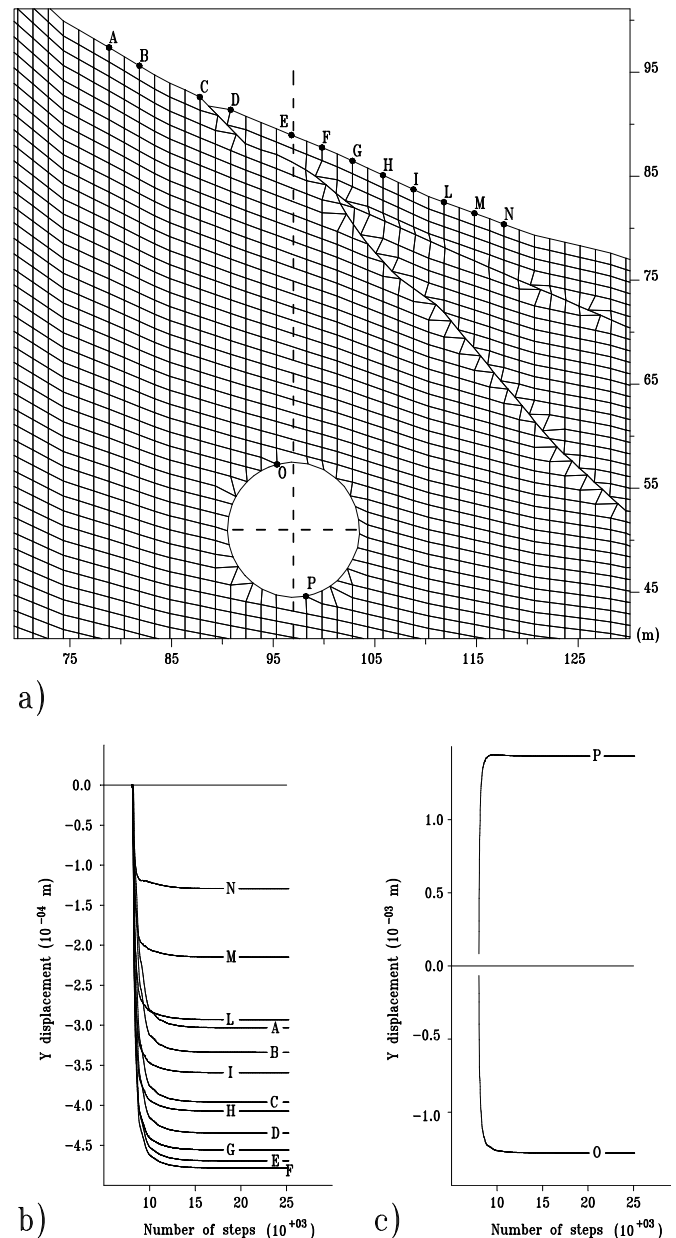 A
B
C
D
E
F
G
H
I
L
M
N
O
P
95
85
75
65
55
45
(m)
75 85 95 105 115 125
a)
Y displacement (10⁻⁰⁴ m)
0.0
−0.5
−1.0
−1.5
−2.0
−2.5
−3.0
−3.5
−4.0
−4.5
N
M
L
A
B
I
C
H
D
G
E
F
10 15 20 25
Number of steps (10⁺⁰³)
b)
Y displacement (10⁻⁰³ m)
1.0
0.5
0.0
−0.5
−1.0
P
O
10 15 20 25
Number of steps (10⁺⁰³)
c)